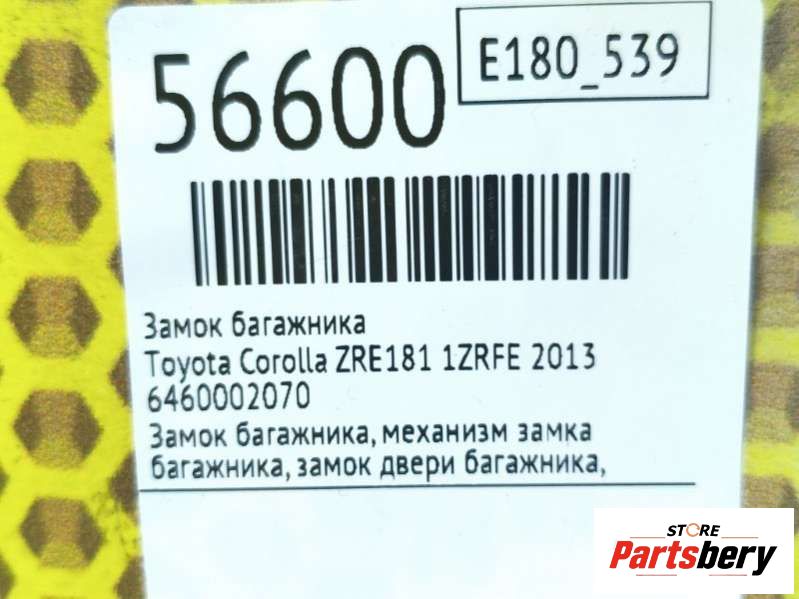 56600
E180_539
Замок багажника
Toyota Corolla ZRE181 1ZRFE 2013
6460002070
Замок багажника, механизм замка
багажника, замок двери багажника,
STORE
Partsbery